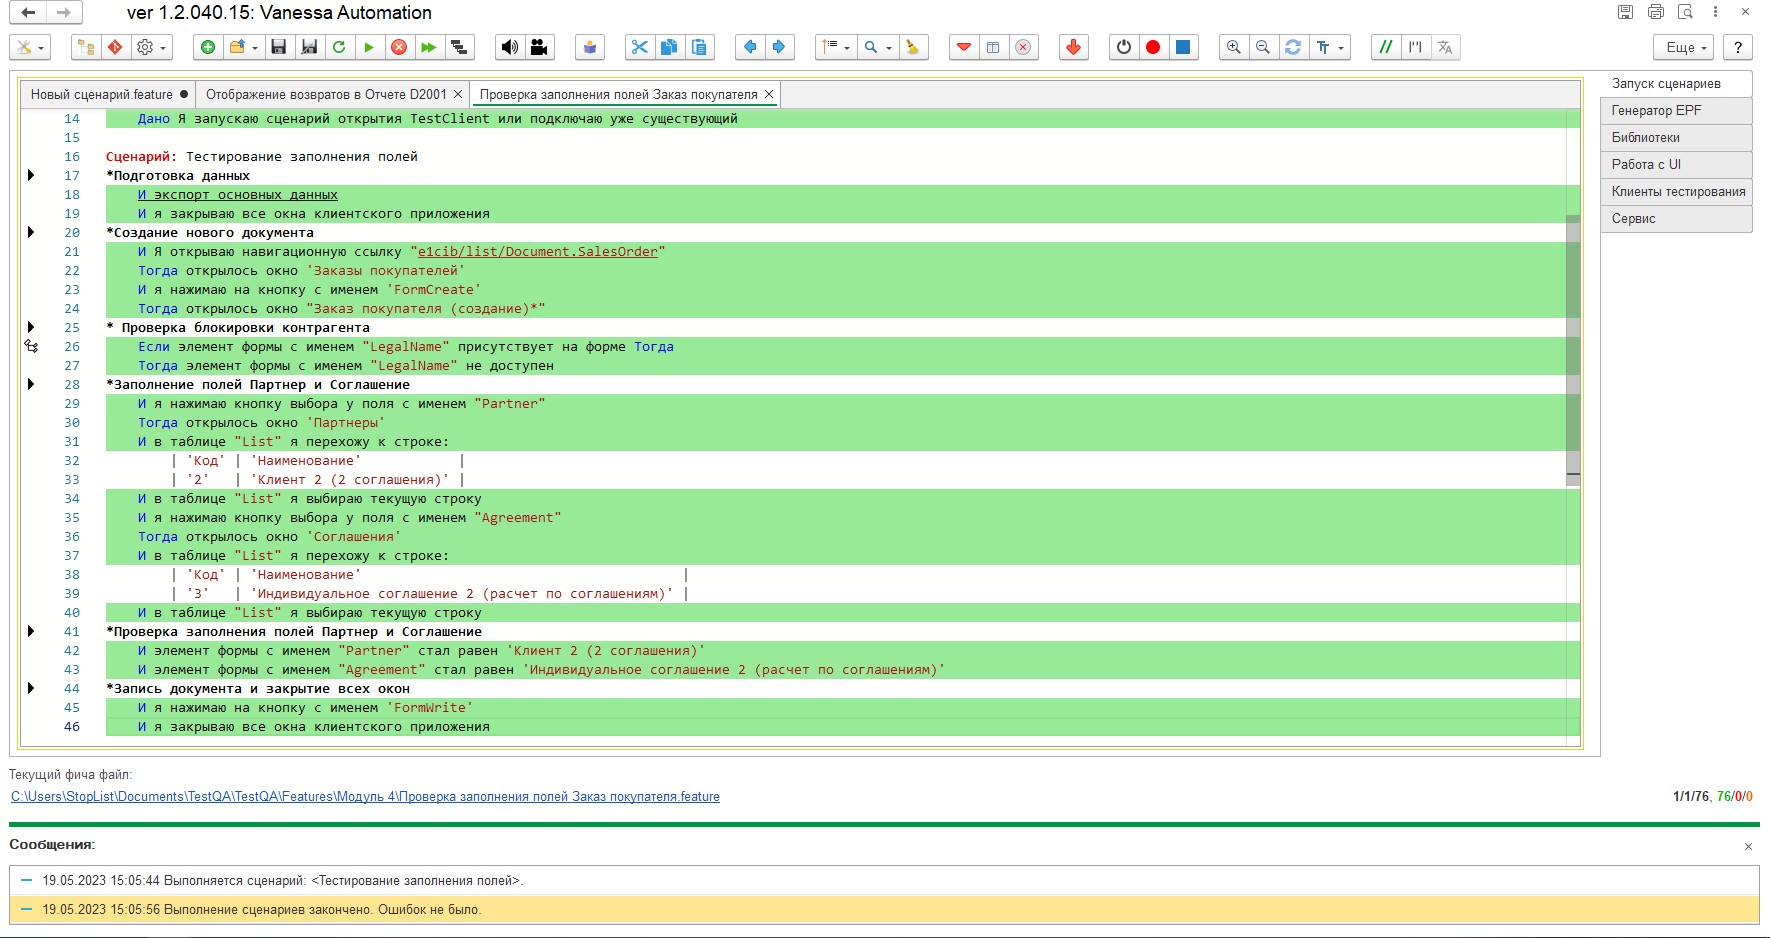 ver 1.2.040.15: Vanessa Automation
Еще
?
Новый сценарий.feature ●
Отображение возвратов в Отчете D2001 ×
Проверка заполнения полей Заказ покупателя ×
Запуск сценариев
Генератор EPF
Библиотеки
Работа с UI
Клиенты тестирования
Сервис
14 Дано Я запускаю сценарий открытия TestClient или подключаю уже существующий
15
16 Сценарий: Тестирование заполнения полей
17 *Подготовка данных
18 И экспорт основных данных
19 И я закрываю все окна клиентского приложения
20 *Создание нового документа
21 И Я открываю навигационную ссылку "e1cib/list/Document.SalesOrder"
22 Тогда открылось окно 'Заказы покупателей'
23 И я нажимаю на кнопку с именем 'FormCreate'
24 Тогда открылось окно "Заказ покупателя (создание)*"
25 * Проверка блокировки контрагента
26 Если элемент формы с именем "LegalName" присутствует на форме Тогда
27 Тогда элемент формы с именем "LegalName" не доступен
28 *Заполнение полей Партнер и Соглашение
29 И я нажимаю кнопку выбора у поля с именем "Partner"
30 Тогда открылось окно 'Партнеры'
31 И в таблице "List" я перехожу к строке:
32 | 'Код' | 'Наименование' |
33 | '2' | 'Клиент 2 (2 соглашения)' |
34 И в таблице "List" я выбираю текущую строку
35 И я нажимаю кнопку выбора у поля с именем "Agreement"
36 Тогда открылось окно 'Соглашения'
37 И в таблице "List" я перехожу к строке:
38 | 'Код' | 'Наименование' |
39 | '3' | 'Индивидуальное соглашение 2 (расчет по соглашениям)' |
40 И в таблице "List" я выбираю текущую строку
41 *Проверка заполнения полей Партнер и Соглашение
42 И элемент формы с именем "Partner" стал равен 'Клиент 2 (2 соглашения)'
43 И элемент формы с именем "Agreement" стал равен 'Индивидуальное соглашение 2 (расчет по соглашениям)'
44 *Запись документа и закрытие всех окон
45 И я нажимаю на кнопку с именем 'FormWrite'
46 И я закрываю все окна клиентского приложения
Текущий фича файл:
C:\Users\StopList\Documents\TestQA\TestQA\Features\Модуль 4\Проверка заполнения полей Заказ покупателя.feature
1/1/76, 76/0/0
Сообщения:
19.05.2023 15:05:44 Выполняется сценарий: <Тестирование заполнения полей>.
19.05.2023 15:05:56 Выполнение сценариев закончено. Ошибок не было.